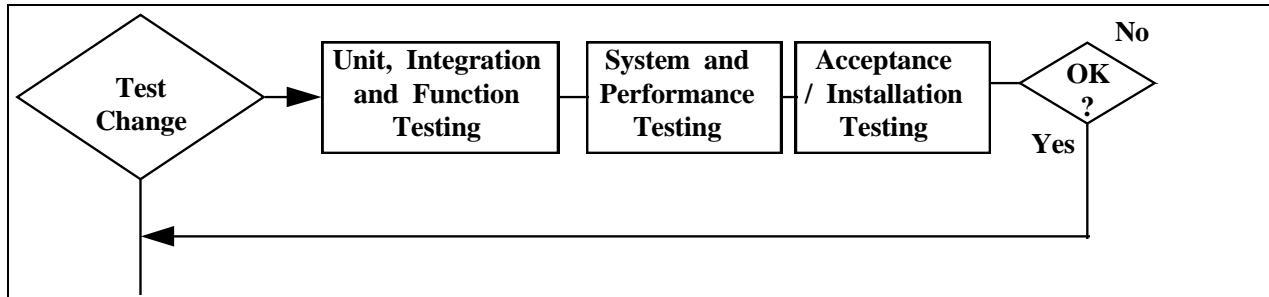 Test
Change
Unit, Integration
and Function
Testing
System and
Performance
Testing
Acceptance
/ Installation
Testing
No
OK
?
Yes